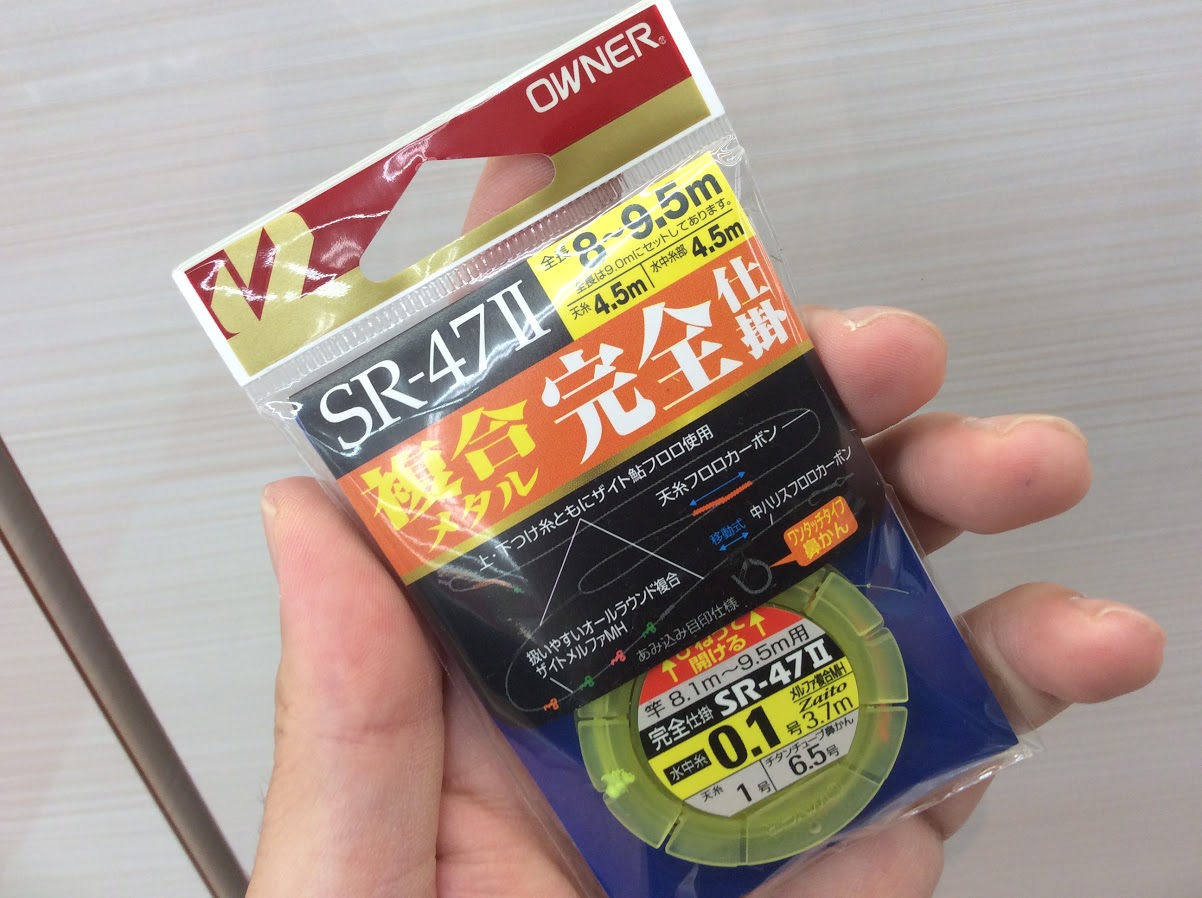 OWNER®
全長8~9.5m
全長は9.0mにセットしてあります。
天糸4.5m
水中糸部4.5m
SR-47II
複合メタル
完全仕掛
上・下つけ糸ともにザイト鮎フロロ使用
天糸フロロカーボン
移動式
中ハリスフロロカーボン
ワンタッチタイプ
鼻かん
扱いやすいオールラウンド複合
ザイトメルファMH
あみ込み目印仕様
開ける
竿8.1m~9.5m用
完全仕掛 SR-47II
水中糸 0.1号
メルファ複合MH
Zaito
3.7m
天糸 1号
チタンチューブ鼻かん
6.5号